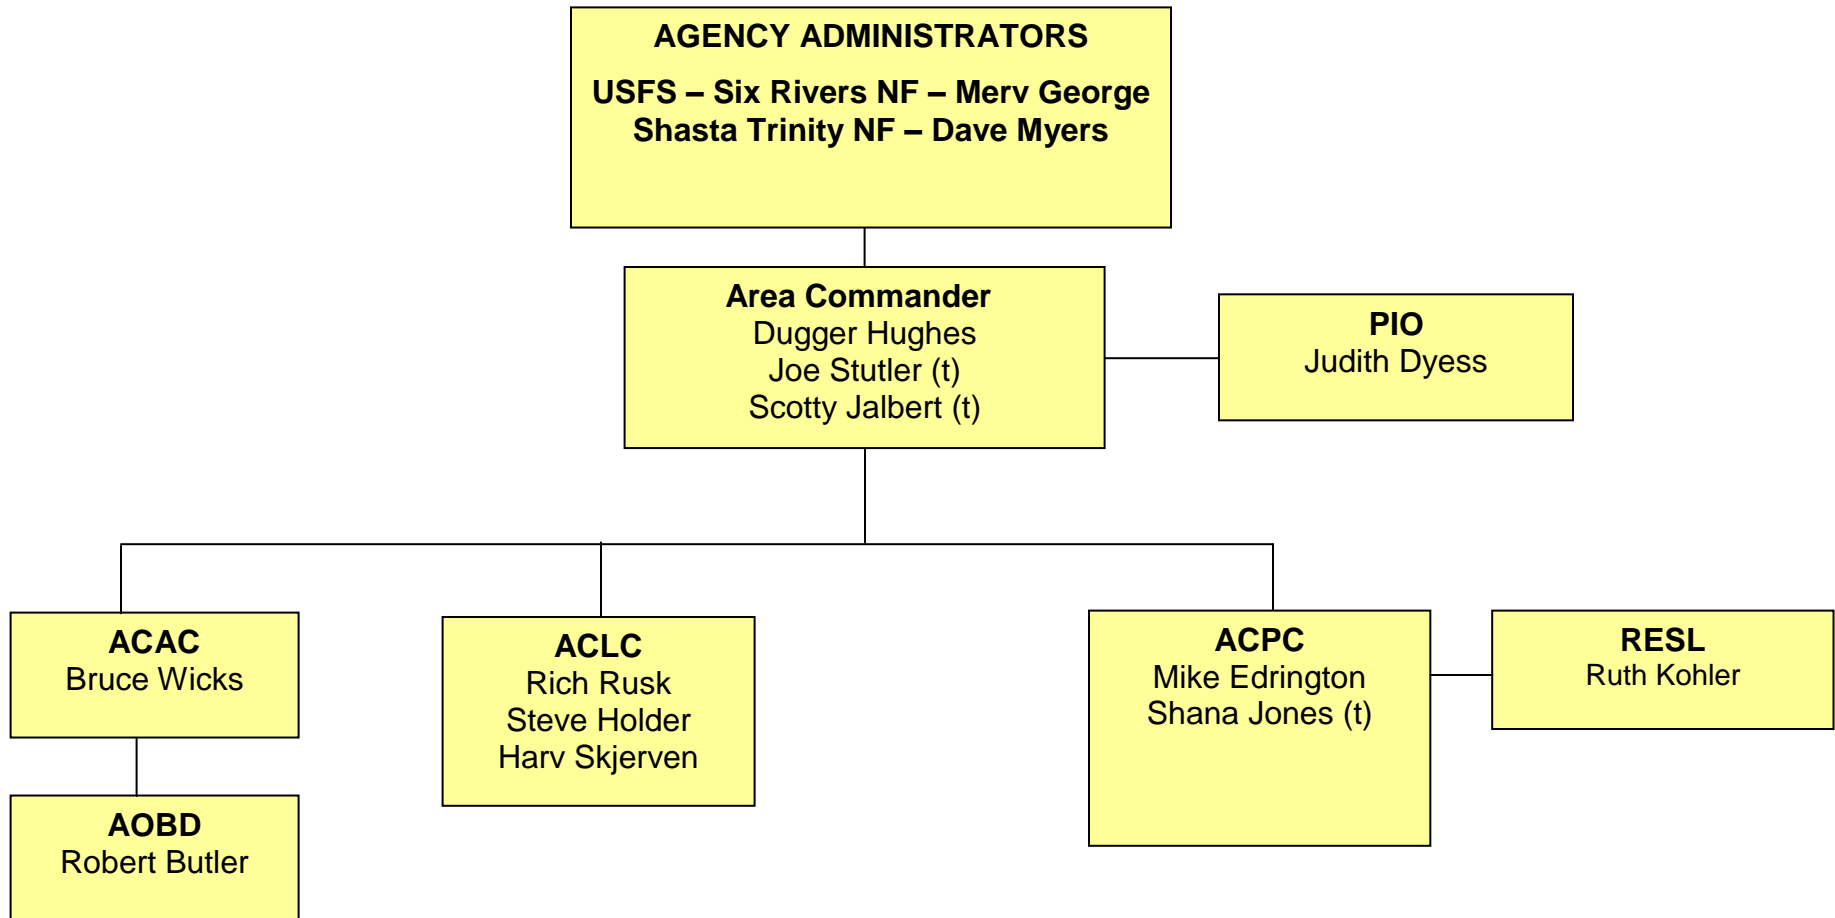 AGENCY ADMINISTRATORS
USFS – Six Rivers NF – Merv George
Shasta Trinity NF – Dave Myers
Area Commander
Dugger Hughes
Joe Stutler (t)
Scotty Jalbert (t)
PIO
Judith Dyess
ACAC
Bruce Wicks
AOBD
Robert Butler
ACLC
Rich Rusk
Steve Holder
Harv Skjerven
ACPC
Mike Edrington
Shana Jones (t)
RESL
Ruth Kohler